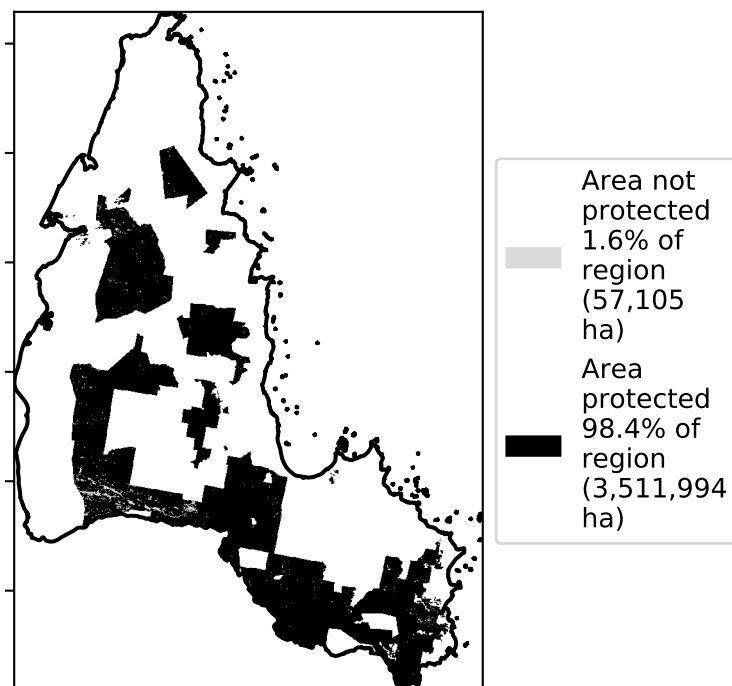 Area not
protected
1.6% of
region
(57,105
ha)
Area
protected
98.4% of
region
(3,511,994
ha)